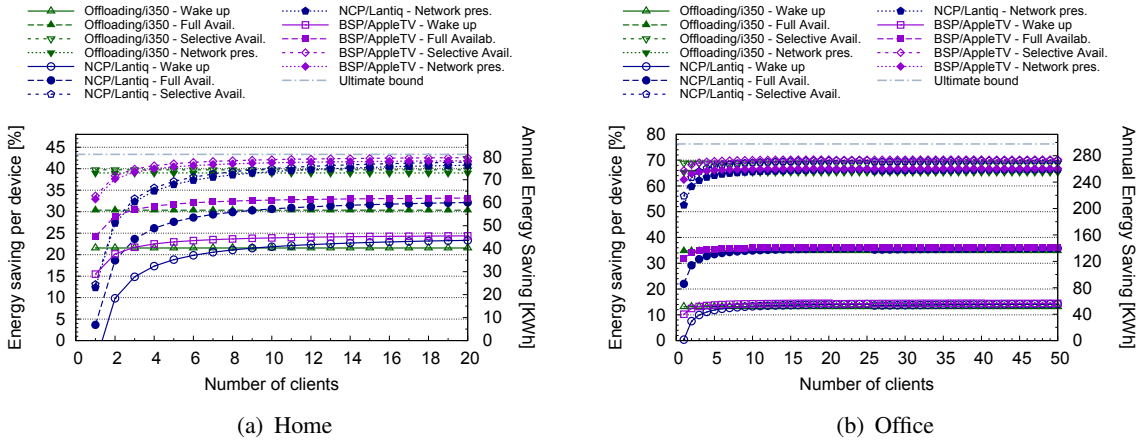 Offloading/i350 - Wake up
Offloading/i350 - Full Avail.
Offloading/i350 - Selective Avail.
Offloading/i350 - Network pres.
NCP/Lantiq - Wake up
NCP/Lantiq - Full Avail.
NCP/Lantiq - Selective Avail.
NCP/Lantiq - Network pres.
BSP/AppleTV - Wake up
BSP/AppleTV - Full Availab.
BSP/AppleTV - Selective Avail.
BSP/AppleTV - Network pres.
Ultimate bound
Energy saving per device [%]
45
40
35
30
25
20
15
10
5
0
0 2 4 6 8 10 12 14 16 18 20
Number of clients
80
70
60
50
40
30
20
10
0
Annual Energy Saving [KWh]
(a) Home
Offloading/i350 - Wake up
Offloading/i350 - Full Avail.
Offloading/i350 - Selective Avail.
Offloading/i350 - Network pres.
NCP/Lantiq - Wake up
NCP/Lantiq - Full Avail.
NCP/Lantiq - Selective Avail.
NCP/Lantiq - Network pres.
BSP/AppleTV - Wake up
BSP/AppleTV - Full Availab.
BSP/AppleTV - Selective Avail.
BSP/AppleTV - Network pres.
Ultimate bound
Energy saving per device [%]
80
70
60
50
40
30
20
10
0
0 5 10 15 20 25 30 35 40 45 50
Number of clients
280
240
200
160
120
80
40
0
Annual Energy Saving [KWh]
(b) Office